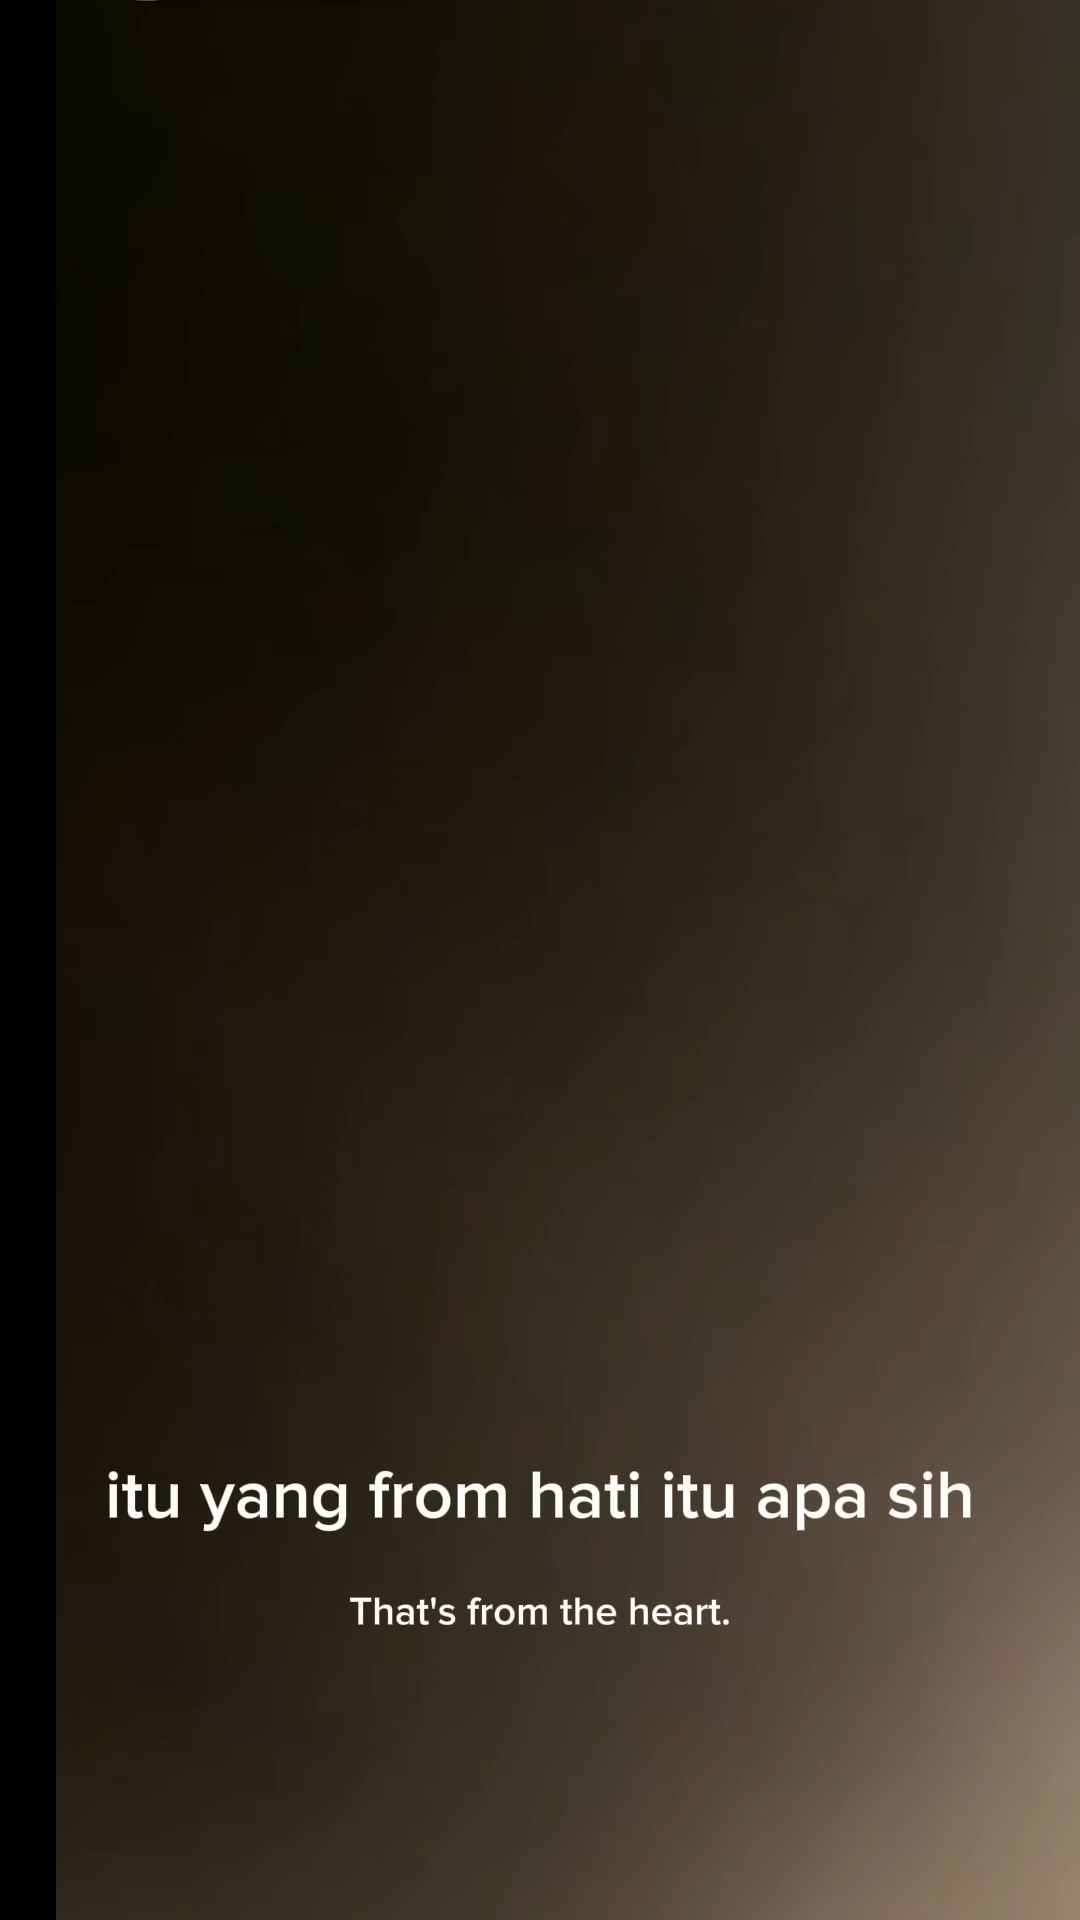 itu yang from hati itu apa sih
That's from the heart.